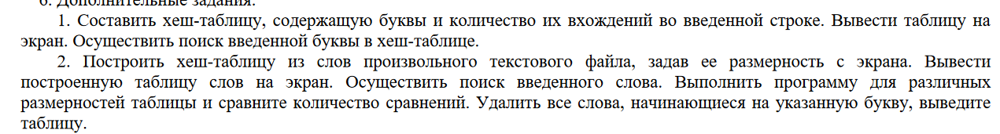 6. Дополнительные задания.
1. Составить хеш-таблицу, содержащую буквы и количество их вхождений во введенной строке. Вывести таблицу на
экран. Осуществить поиск введенной буквы в хеш-таблице.
2. Построить хеш-таблицу из слов произвольного текстового файла, задав ее размерность с экрана. Вывести
построенную таблицу слов на экран. Осуществить поиск введенного слова. Выполнить программу для различных
размерностей таблицы и сравните количество сравнений. Удалить все слова, начинающиеся на указанную букву, выведите
таблицу.